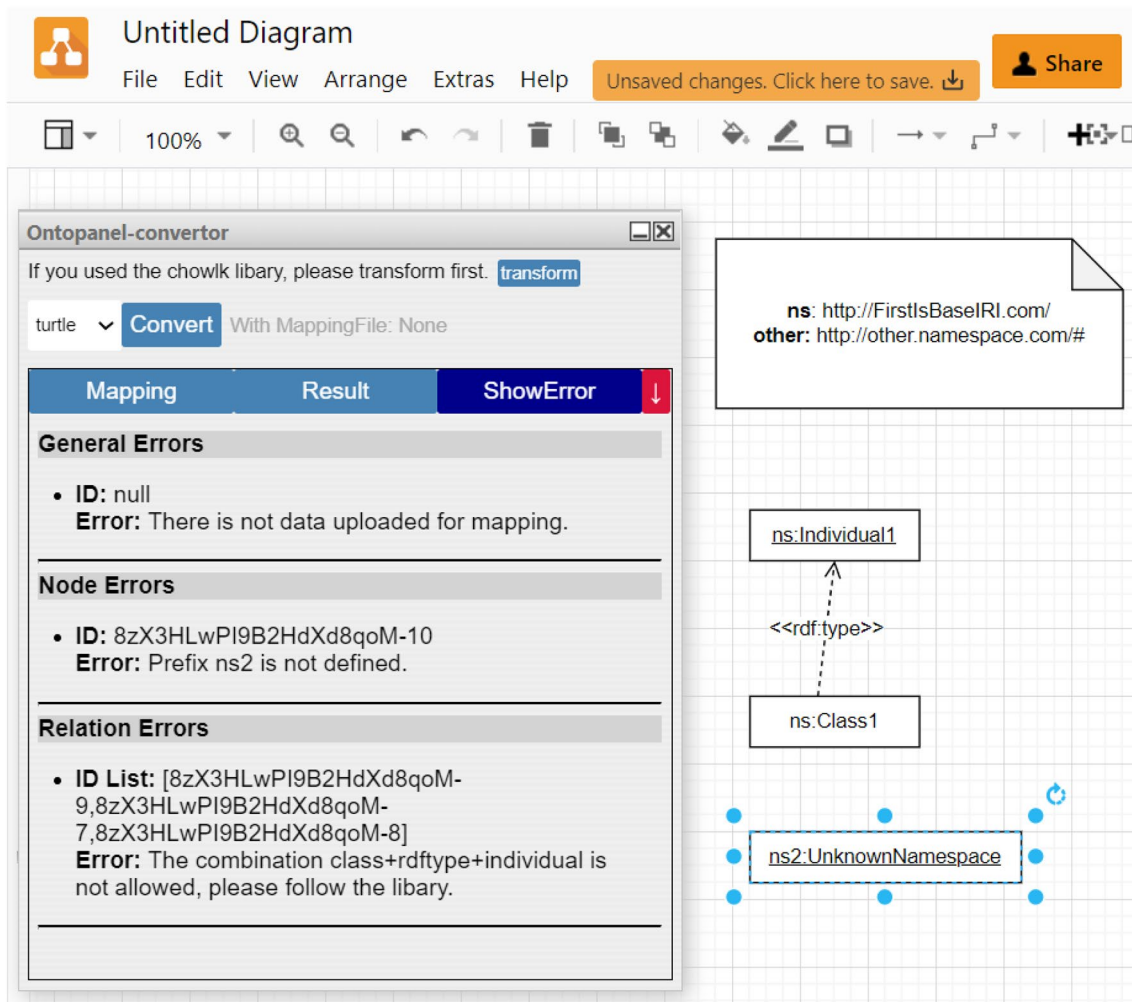 Untitled Diagram
File Edit View Arrange Extras Help
Unsaved changes. Click here to save.
Share
100%
Ontopanel-convertor
If you used the chowlk libary, please transform first. transform
turtle Convert With MappingFile: None
Mapping Result ShowError ↓
General Errors
• ID: null
Error: There is not data uploaded for mapping.
Node Errors
• ID: 8zX3HLwPI9B2HdXd8qoM-10
Error: Prefix ns2 is not defined.
Relation Errors
• ID List: [8zX3HLwPI9B2HdXd8qoM-
9,8zX3HLwPI9B2HdXd8qoM-
7,8zX3HLwPI9B2HdXd8qoM-8]
Error: The combination class+rdftype+individual is
not allowed, please follow the libary.
ns: http://FirstIsBaseIRI.com/
other: http://other.namespace.com/#
ns:Individual1
<<rdf:type>>
ns:Class1
ns2:UnknownNamespace